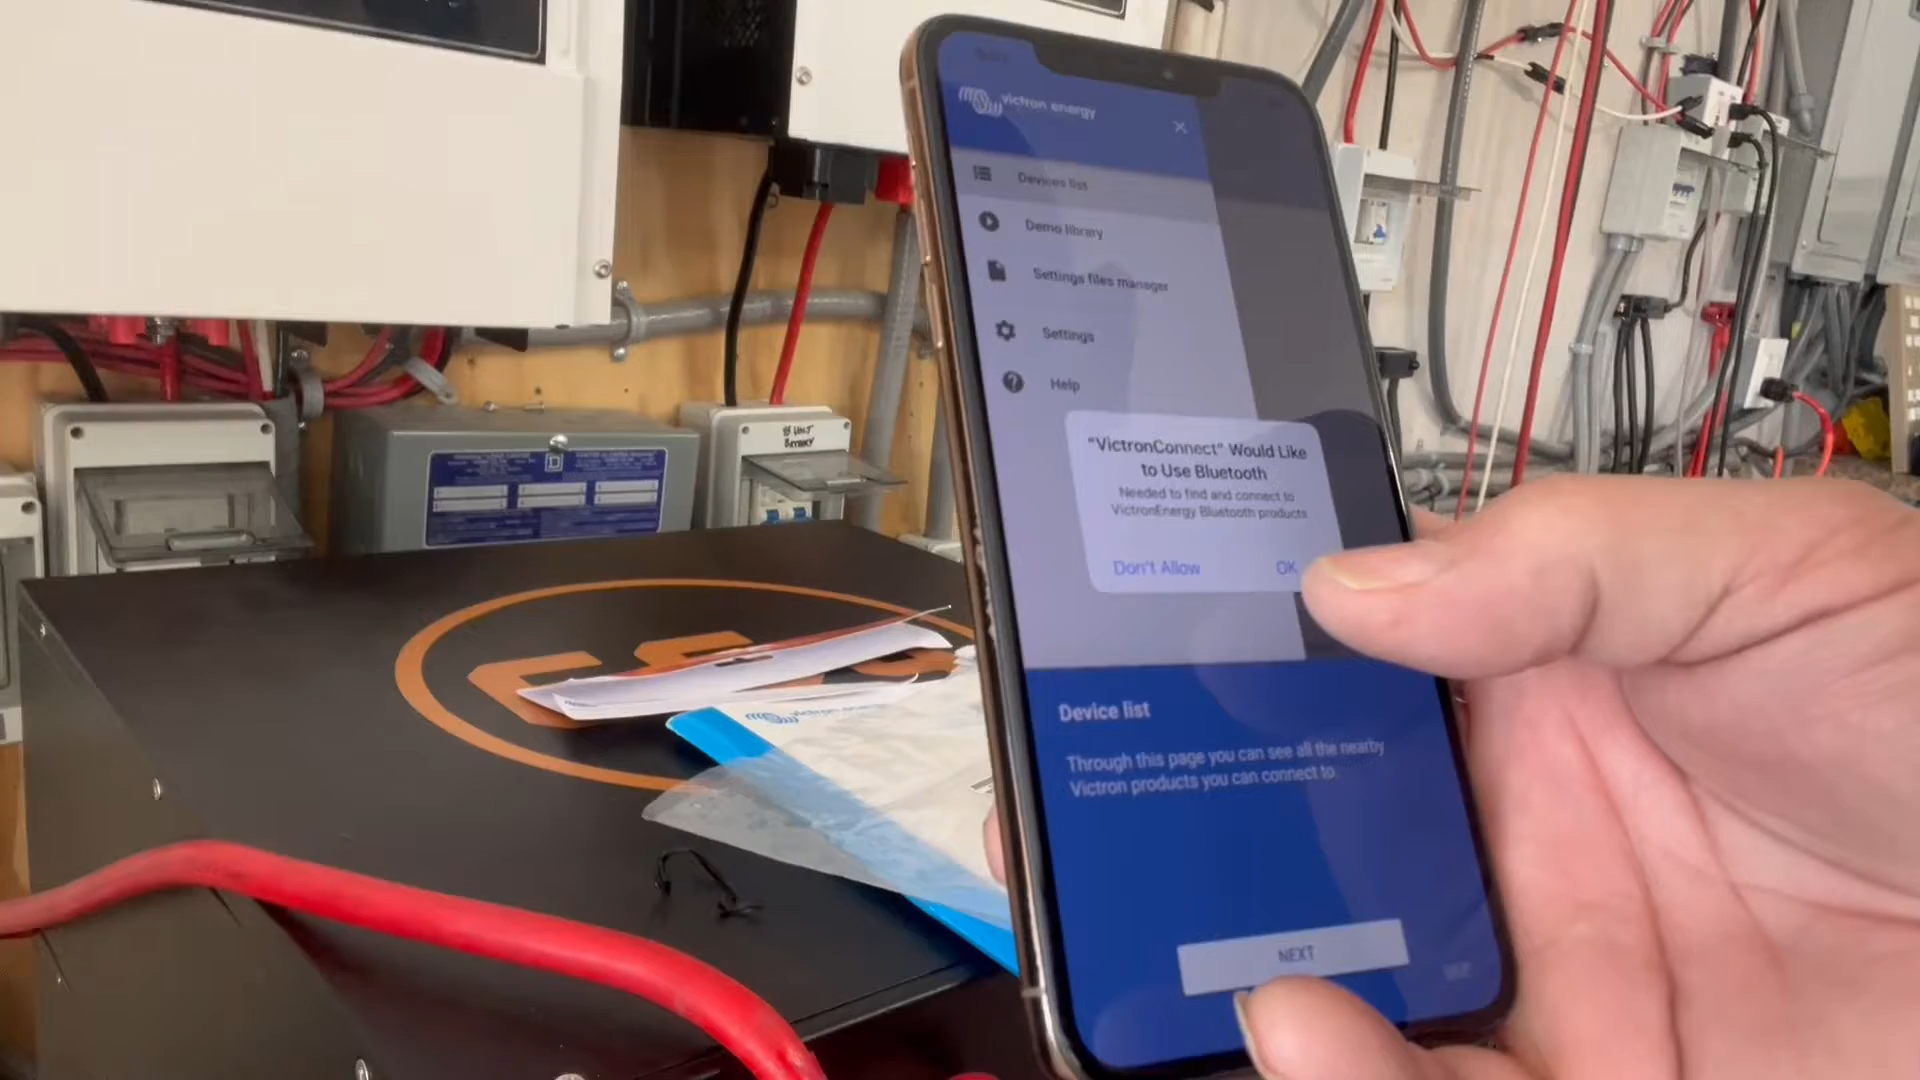 victron energy
Devices list
Demo library
Settings files manager
Settings
Help
"VictronConnect" Would Like
to Use Bluetooth
Needed to find and connect to
VictronEnergy Bluetooth products
Don't Allow
OK
Device list
Through this page you can see all the nearby
Victron products you can connect to
NEXT
victron energy